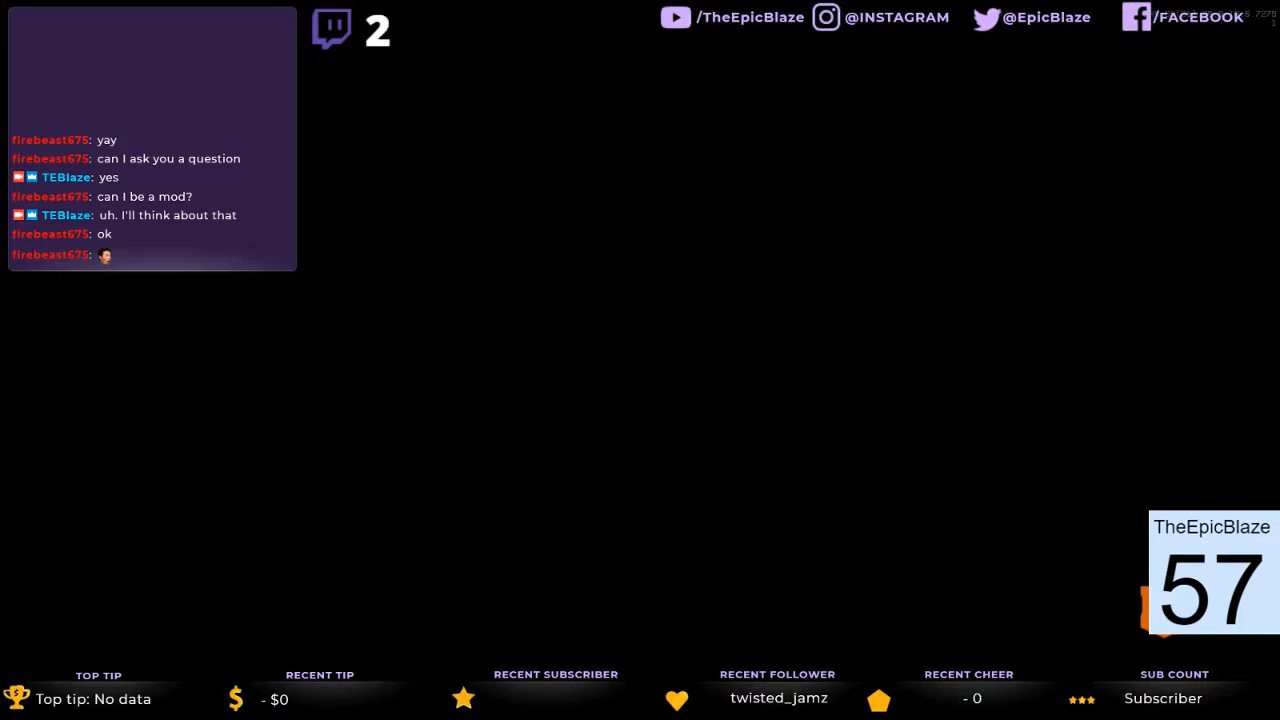 2
/TheEpicBlaze @INSTAGRAM @EpicBlaze /FACEBOOK
firebeast675: yay
firebeast675: can I ask you a question
TEBlaze: yes
firebeast675: can I be a mod?
TEBlaze: uh. I'll think about that
firebeast675: ok
firebeast675:
TheEpicBlaze
57
TOP TIP
Top tip: No data
RECENT TIP
- $0
RECENT SUBSCRIBER
RECENT FOLLOWER
twisted_jamz
RECENT CHEER
- 0
SUB COUNT
Subscriber